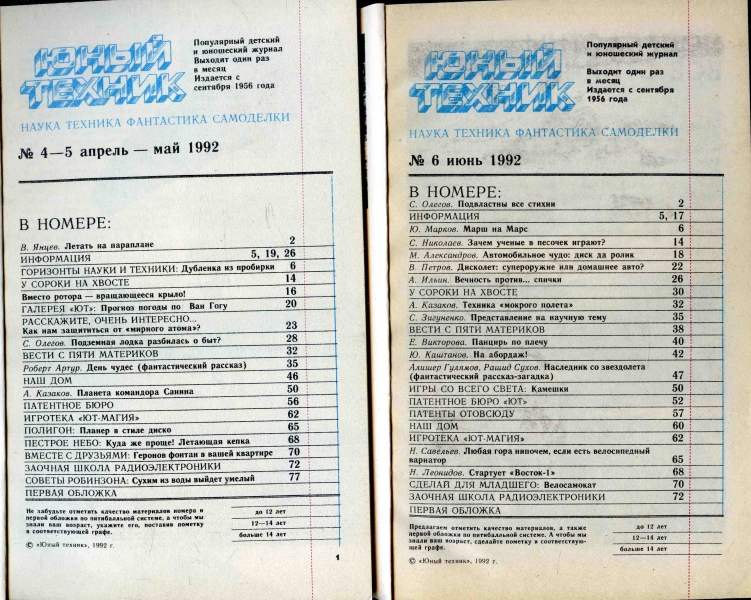 ЮНЫЙ
ТЕХНИК
Популярный детский
и юношеский журнал
Выходит один раз
в месяц
Издается с
сентября 1956 года
НАУКА ТЕХНИКА ФАНТАСТИКА САМОДЕЛКИ
№ 4—5 апрель — май 1992
В НОМЕРЕ:
В. Янцев. Летать на параплане 2
ИНФОРМАЦИЯ 5, 19, 26
ГОРИЗОНТЫ НАУКИ И ТЕХНИКИ: Дубленка из пробирки 6
У СОРОКИ НА ХВОСТЕ 14
Вместо ротора — вращающееся крыло! 16
ГАЛЕРЕЯ «ЮТ»: Прогноз погоды по Ван Гогу 20
РАССКАЖИТЕ, ОЧЕНЬ ИНТЕРЕСНО...
Как нам защититься от «мирного атома»? 23
С. Олегов. Подземная лодка разбилась о быт? 28
ВЕСТИ С ПЯТИ МАТЕРИКОВ 32
Роберт Артур. День чудес (фантастический рассказ) 35
НАШ ДОМ 46
А. Казаков. Планета командора Санина 50
ПАТЕНТНОЕ БЮРО 56
ИГРОТЕКА «ЮТ-МАГИЯ» 62
ПОЛИГОН: Планер в стиле диско 65
ПЕСТРОЕ НЕБО: Куда же проще! Летающая кепка 68
ВМЕСТЕ С ДРУЗЬЯМИ: Геронов фонтан в вашей квартире 70
ЗАОЧНАЯ ШКОЛА РАДИОЭЛЕКТРОНИКИ 72
СОВЕТЫ РОБИНЗОНА: Сухим из воды выйдет умелый 77
ПЕРВАЯ ОБЛОЖКА
Не забудьте отметить качество материалов номера и
первой обложки по пятибалльной системе, А чтобы мы
знали ваш возраст, укажите его, поставив пометку
в соответствующей графе.
до 12 лет
12—14 лет
больше 14 лет
© «Юный техник», 1992 г.
1
ЮНЫЙ
ТЕХНИК
Популярный детский
и юношеский журнал
Выходит один раз
в месяц
Издается с сентября
1956 года
НАУКА ТЕХНИКА ФАНТАСТИКА САМОДЕЛКИ
№ 6 июнь 1992
В НОМЕРЕ:
С. Олегов. Подвластны все стихии 2
ИНФОРМАЦИЯ 5, 17
Ю. Марков. Марш на Марс 6
С. Николаев. Зачем ученые в песочек играют? 14
М. Александров. Автомобильное чудо: диск да ролик 18
В. Петров. Дисколет: супероружие или домашнее авто? 22
А. Ильин. Вечность против... спички 26
У СОРОКИ НА ХВОСТЕ 30
А. Казаков. Техника «мокрого полета» 32
С. Зигуненко. Представление на научную тему 35
ВЕСТИ С ПЯТИ МАТЕРИКОВ 38
Е. Викторова. Панцирь по плечу 40
Ю. Каштанов. На абордаж! 42
Алишер Гулямов, Рашид Сухов. Наследник со звездолета
(фантастический рассказ-загадка) 47
ИГРЫ СО ВСЕГО СВЕТА: Камешки 50
ПАТЕНТНОЕ БЮРО «ЮТ» 52
ПАТЕНТЫ ОТОВСЮДУ 57
НАШ ДОМ 60
ИГРОТЕКА «ЮТ-МАГИЯ» 62
Н. Савельев. Любая гора нипочем, если есть велосипедный
вариатор 65
Н. Леонидов. Стартует «Восток-1» 68
СДЕЛАЙ ДЛЯ МЛАДШЕГО: Велосамокат 70
ЗАОЧНАЯ ШКОЛА РАДИОЭЛЕКТРОНИКИ 72
ПЕРВАЯ ОБЛОЖКА
Предлагаем отметить качество материалов, а также
первой обложки по пятибалльной системе. А чтобы мы
знали ваш возраст, сделайте пометку в соответствую-
щей графе.
до 12 лет
12—14 лет
больше 14 лет
© «Юный техник», 1992 г.